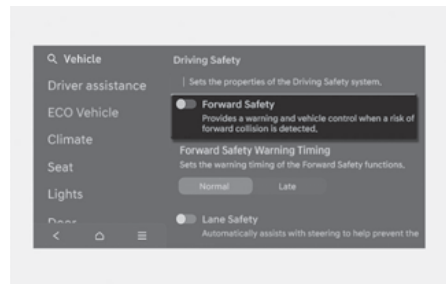 Vehicle
Driver assistance
ECO Vehicle
Climate
Seat
Lights
Door
Driving Safety
Sets the properties of the Driving Safety system.
Forward Safety
Provides a warning and vehicle control when a risk of
forward collision is detected.
Forward Safety Warning Timing
Sets the warning timing of the Forward Safety functions.
Normal Late
Lane Safety
Automatically assists with steering to help prevent the